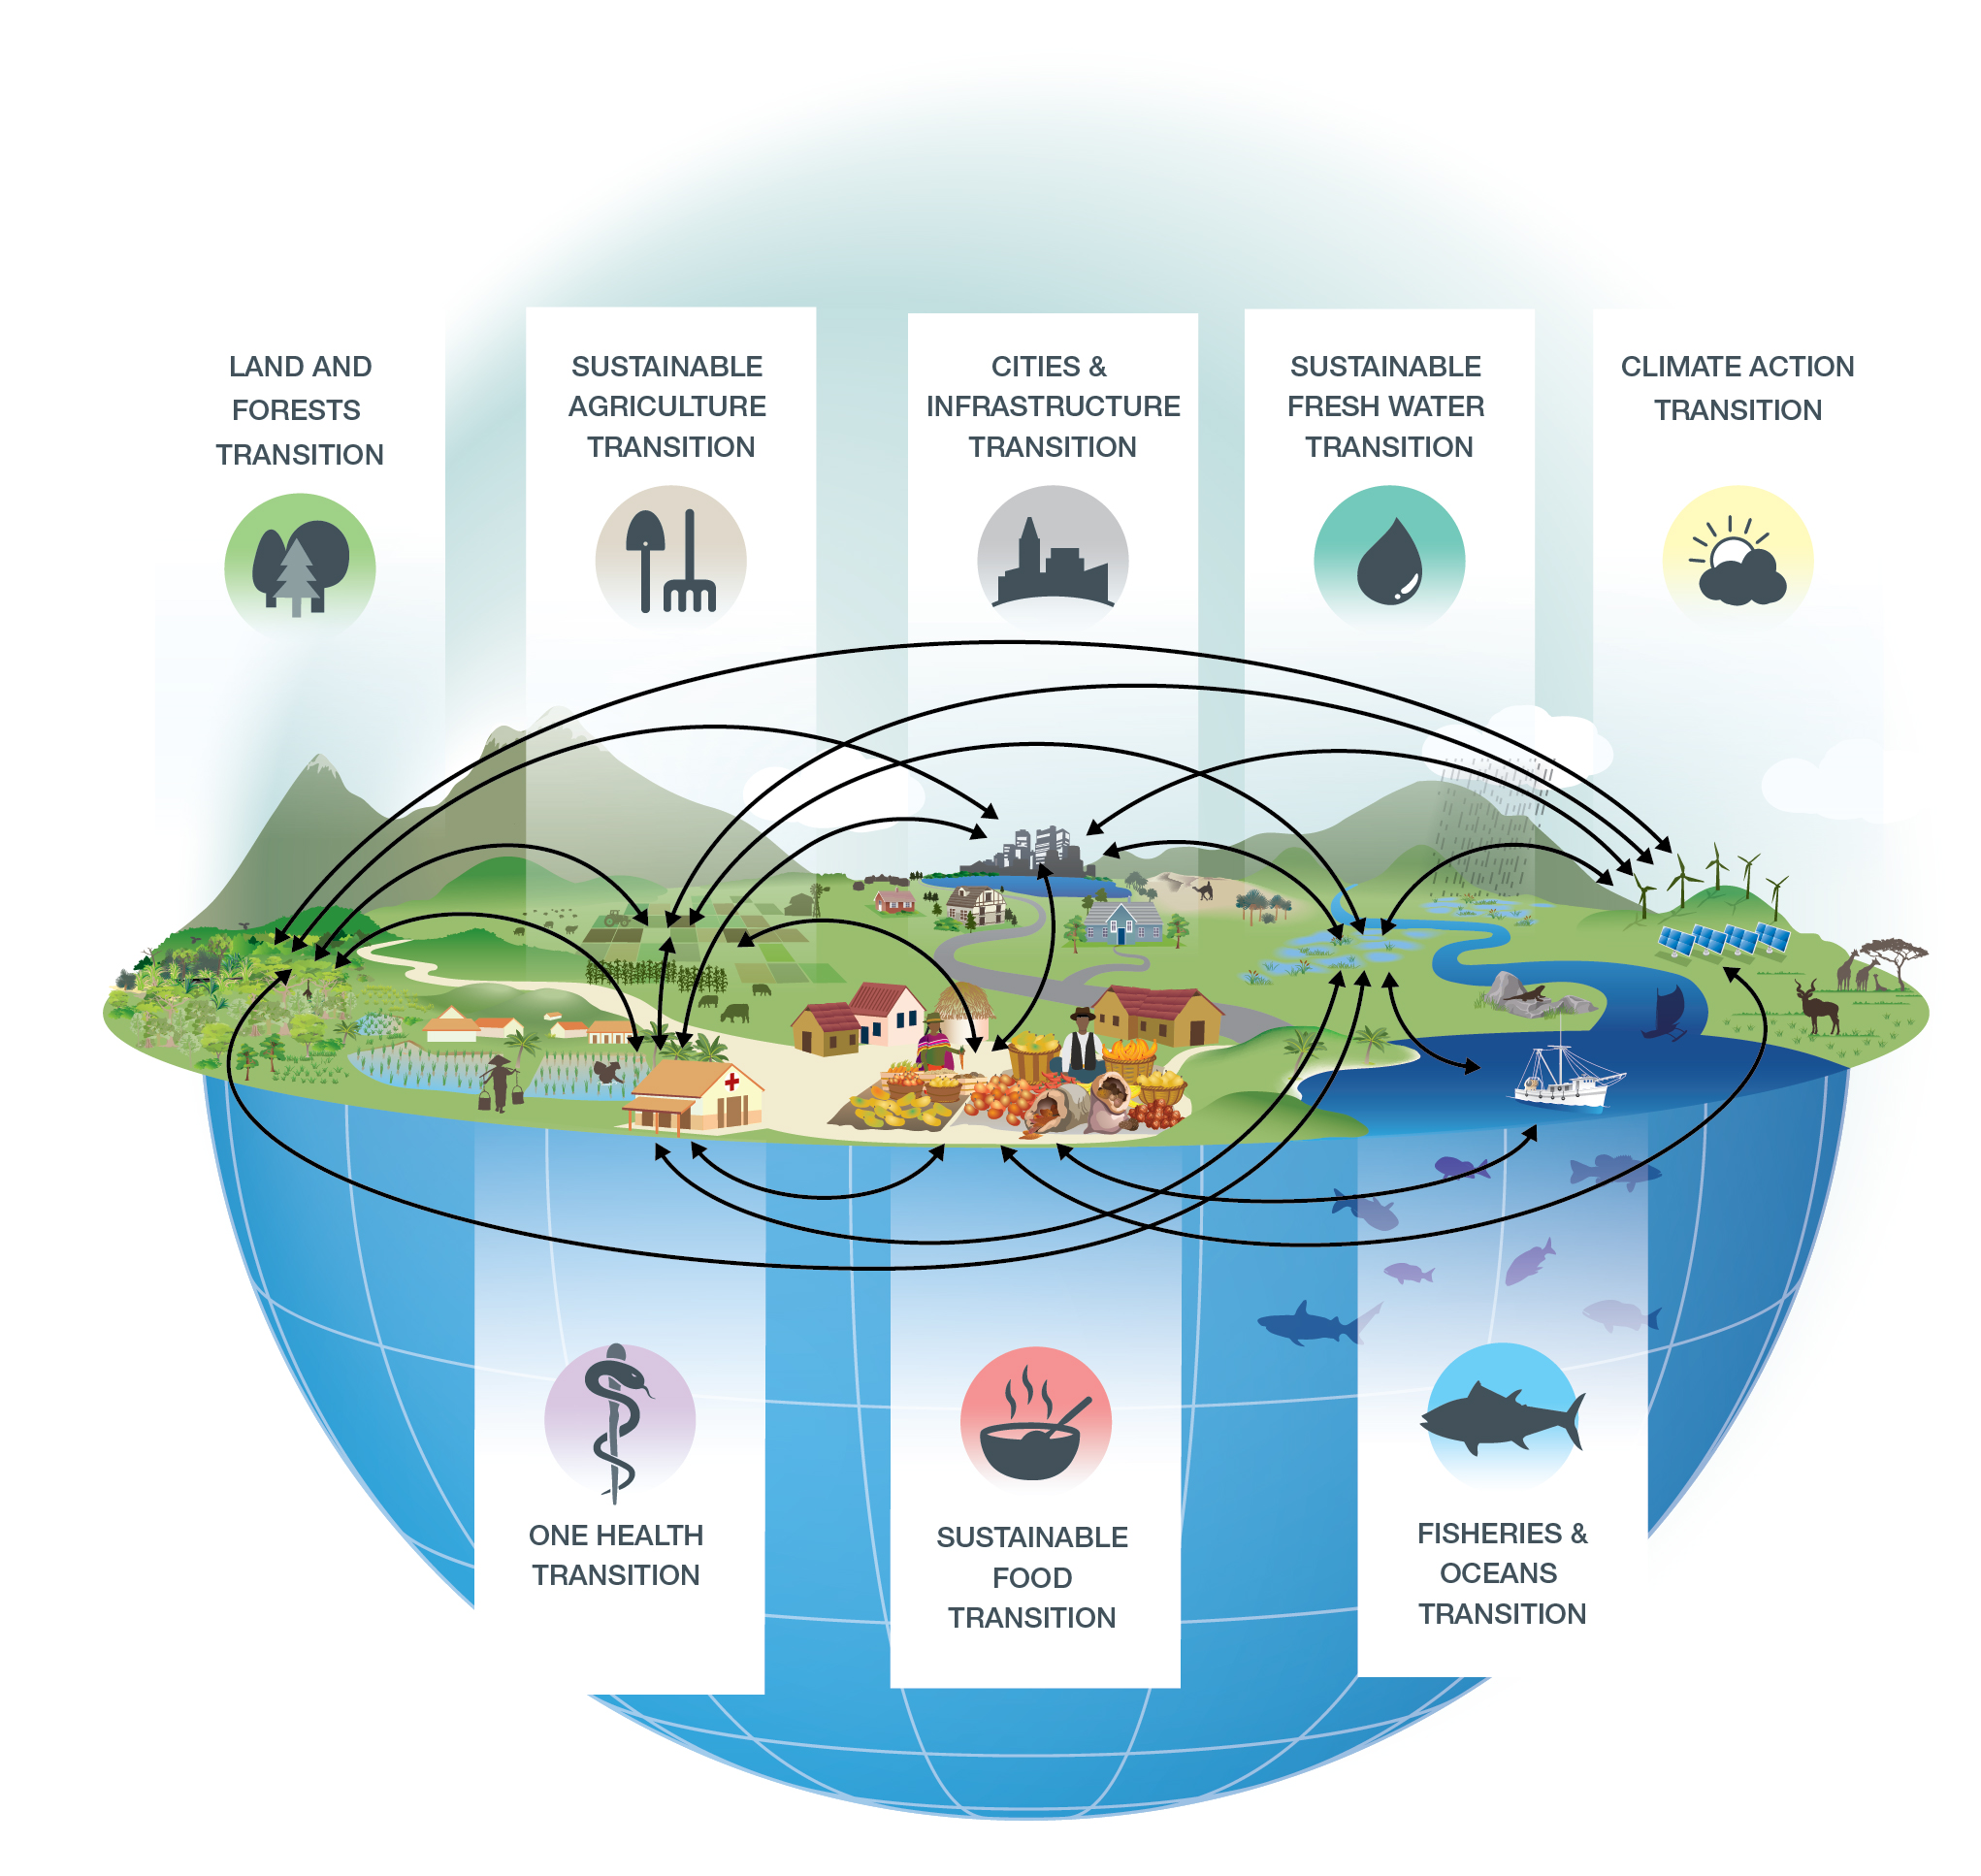 LAND AND
FORESTS
TRANSITION
SUSTAINABLE
AGRICULTURE
TRANSITION
CITIES &
INFRASTRUCTURE
TRANSITION
SUSTAINABLE
FRESH WATER
TRANSITION
CLIMATE ACTION
TRANSITION
ONE HEALTH
TRANSITION
SUSTAINABLE
FOOD
TRANSITION
FISHERIES &
OCEANS
TRANSITION